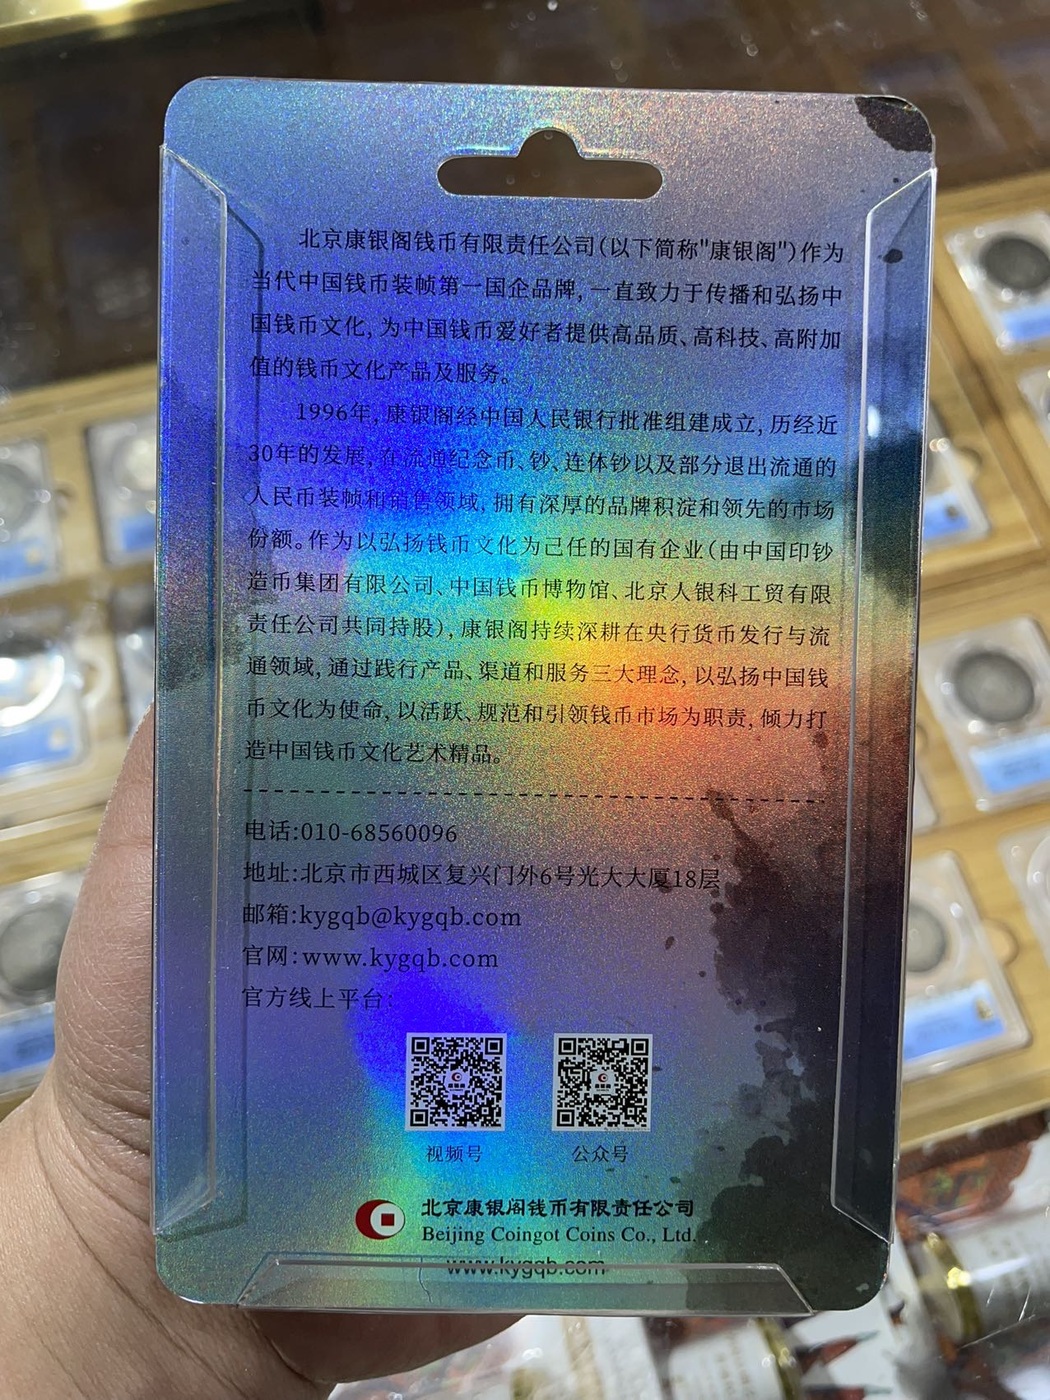 北京康银阁钱币有限责任公司(以下简称"康银阁")作为
当代中国钱币装帧第一国企品牌,一直致力于传播和弘扬中
国钱币文化,为中国钱币爱好者提供高品质、高科技、高附加
值的钱币文化产品及服务。
1996年,康银阁经中国人民银行批准组建成立,历经近
30年的发展,在流通纪念币、钞、连体钞以及部分退出流通的
人民币装帧和销售领域,拥有深厚的品牌积淀和领先的市场
份额。作为以弘扬钱币文化为己任的国有企业(由中国印钞
造币集团有限公司、中国钱币博物馆、北京人银科工贸有限
责任公司共同持股),康银阁持续深耕在央行货币发行与流
通领域,通过践行产品、渠道和服务三大理念,以弘扬中国钱
币文化为使命,以活跃、规范和引领钱币市场为职责,倾力打
造中国钱币文化艺术精品。
电话:010-68560096
地址:北京市西城区复兴门外6号光大大厦18层
邮箱:kygqb@kygqb.com
官网:www.kygqb.com
官方线上平台:
视频号 公众号
北京康银阁钱币有限责任公司
Beijing Coingot Coins Co., Ltd.
www.kygqb.com